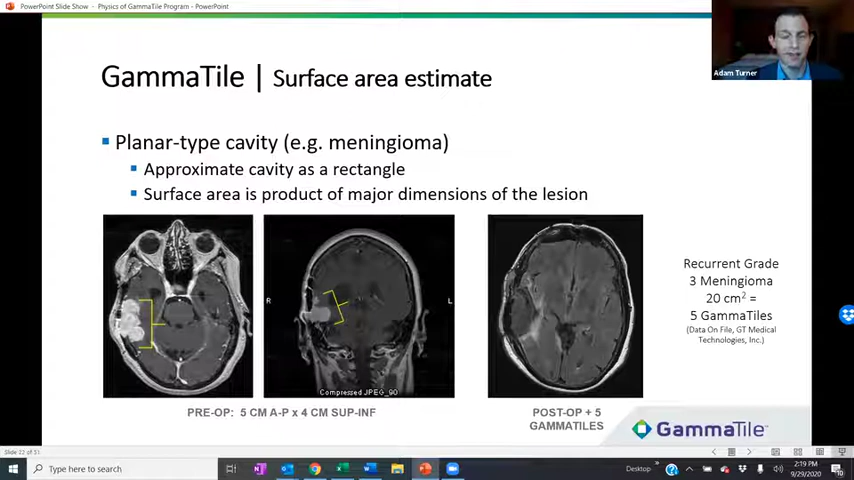 PowerPoint Slide Show - Physics of GammaTile Program - PowerPoint
Adam Turner
GammaTile | Surface area estimate
Planar-type cavity (e.g. meningioma)
Approximate cavity as a rectangle
Surface area is product of major dimensions of the lesion
R
L
Compressed JPEG_90
Recurrent Grade
3 Meningioma
20 cm² =
5 GammaTiles
(Data On File, GT Medical
Technologies, Inc.)
PRE-OP: 5 CM A-P x 4 CM SUP-INF
POST-OP + 5
GAMMATILES
GammaTile™
Slide 22 of 51
Type here to search
Desktop
2:19 PM
9/29/2020